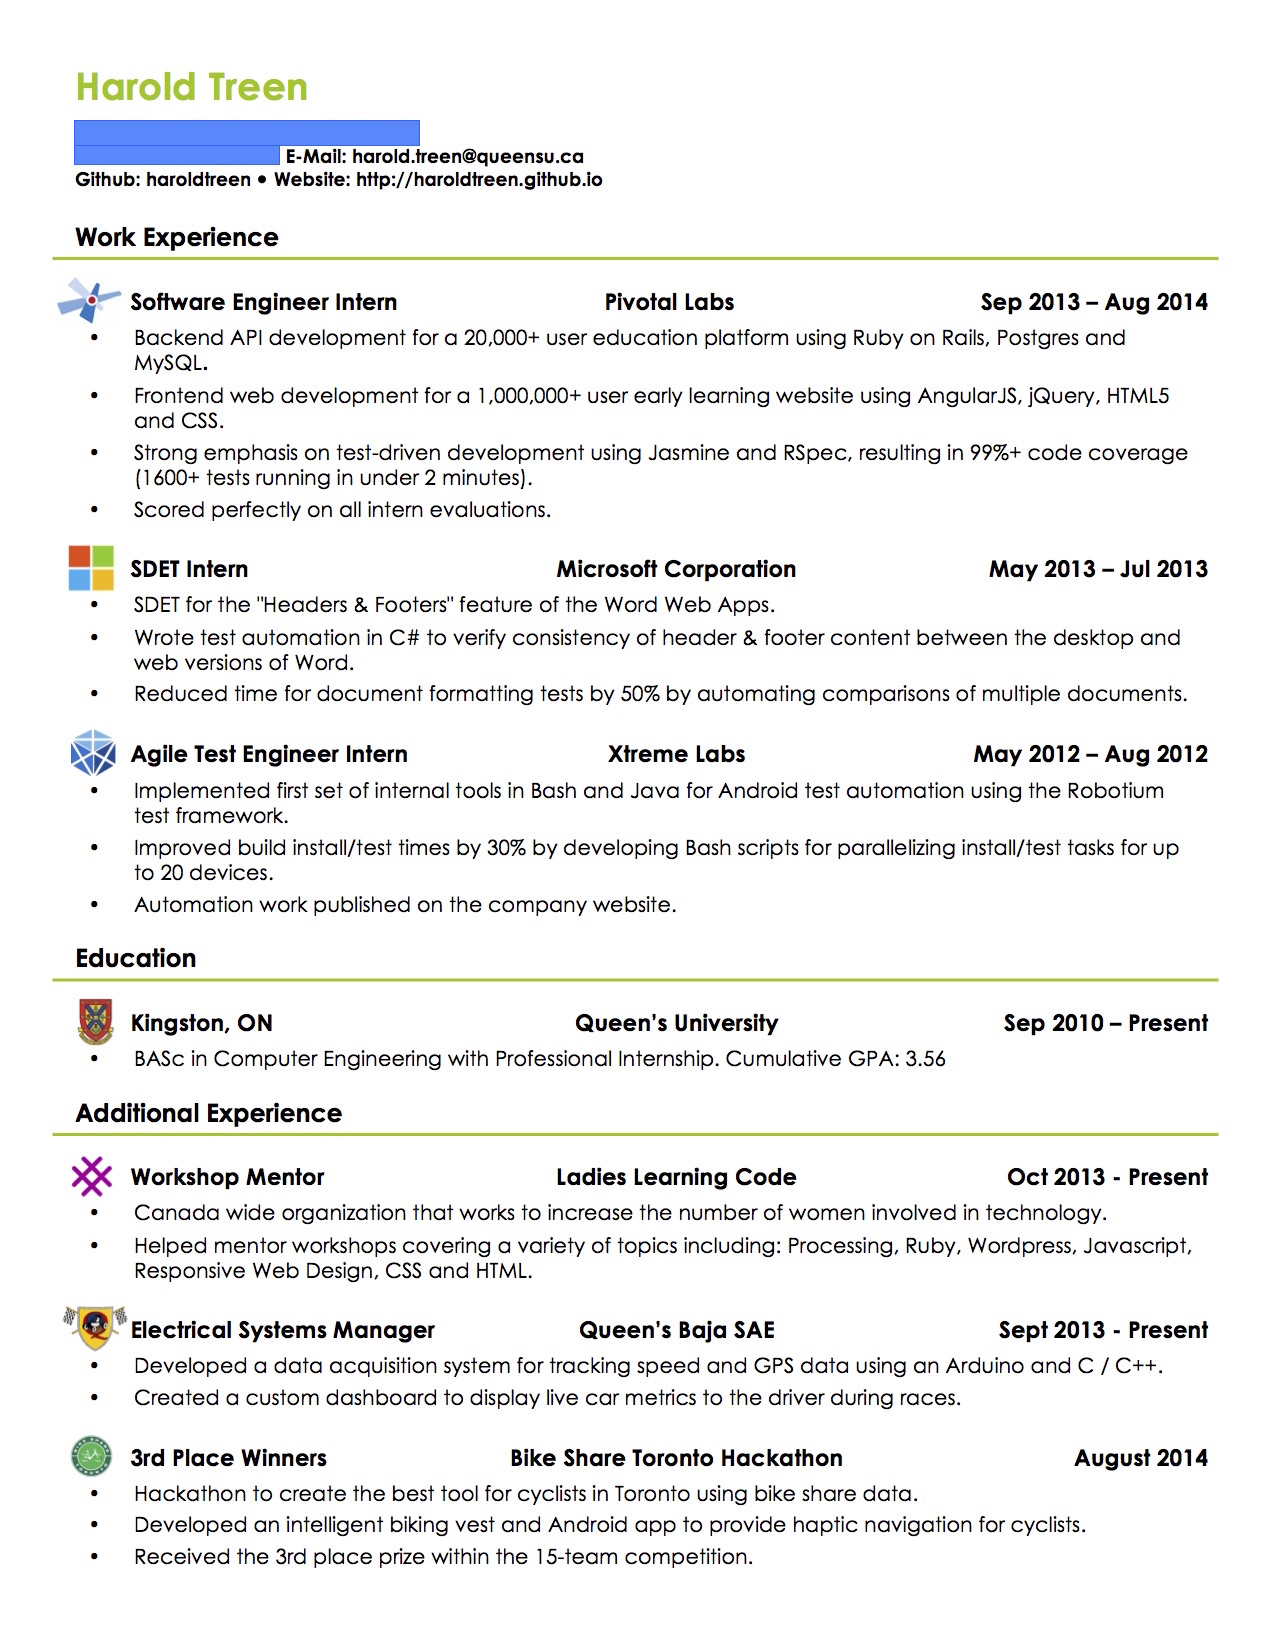 Harold Treen
E-Mail: harold.treen@queensu.ca
Github: haroldtreen • Website: http://haroldtreen.github.io
Work Experience
Software Engineer Intern Pivotal Labs Sep 2013 – Aug 2014
• Backend API development for a 20,000+ user education platform using Ruby on Rails, Postgres and
MySQL.
• Frontend web development for a 1,000,000+ user early learning website using AngularJS, jQuery, HTML5
and CSS.
• Strong emphasis on test-driven development using Jasmine and RSpec, resulting in 99%+ code coverage
(1600+ tests running in under 2 minutes).
• Scored perfectly on all intern evaluations.
SDET Intern Microsoft Corporation May 2013 – Jul 2013
• SDET for the "Headers & Footers" feature of the Word Web Apps.
• Wrote test automation in C# to verify consistency of header & footer content between the desktop and
web versions of Word.
• Reduced time for document formatting tests by 50% by automating comparisons of multiple documents.
Agile Test Engineer Intern Xtreme Labs May 2012 – Aug 2012
• Implemented first set of internal tools in Bash and Java for Android test automation using the Robotium
test framework.
• Improved build install/test times by 30% by developing Bash scripts for parallelizing install/test tasks for up
to 20 devices.
• Automation work published on the company website.
Education
Kingston, ON Queen's University Sep 2010 – Present
• BASc in Computer Engineering with Professional Internship. Cumulative GPA: 3.56
Additional Experience
Workshop Mentor Ladies Learning Code Oct 2013 - Present
• Canada wide organization that works to increase the number of women involved in technology.
• Helped mentor workshops covering a variety of topics including: Processing, Ruby, Wordpress, Javascript,
Responsive Web Design, CSS and HTML.
Electrical Systems Manager Queen's Baja SAE Sept 2013 - Present
• Developed a data acquisition system for tracking speed and GPS data using an Arduino and C / C++.
• Created a custom dashboard to display live car metrics to the driver during races.
3rd Place Winners Bike Share Toronto Hackathon August 2014
• Hackathon to create the best tool for cyclists in Toronto using bike share data.
• Developed an intelligent biking vest and Android app to provide haptic navigation for cyclists.
• Received the 3rd place prize within the 15-team competition.